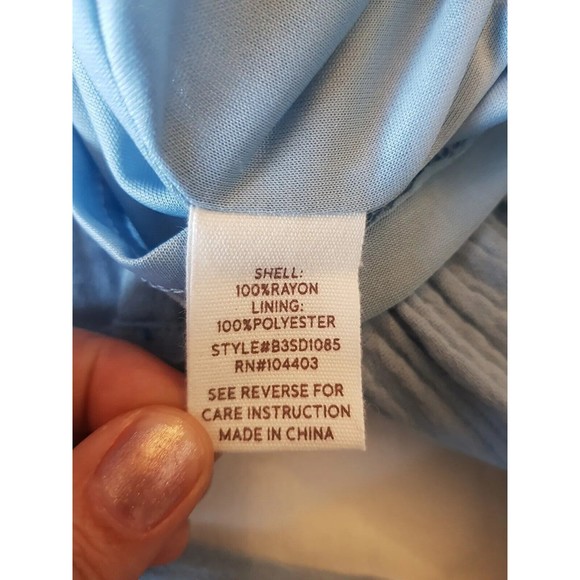 SHELL:
100%RAYON
LINING:
100%POLYESTER
STYLE#B3SD1085
RN#104403
SEE REVERSE FOR
CARE INSTRUCTION
MADE IN CHINA